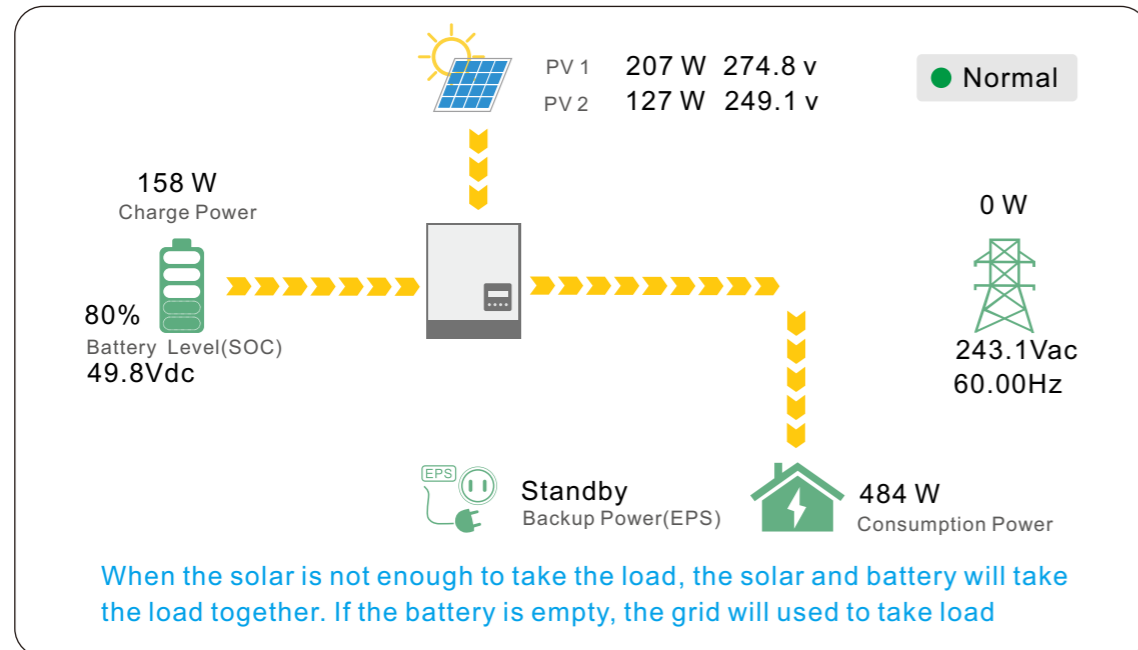 PV 1 207 W 274.8 v
PV 2 127 W 249.1 v
Normal
158 W
Charge Power
0 W
80%
Battery Level(SOC)
49.8Vdc
243.1Vac
60.00Hz
EPS
Standby
Backup Power(EPS)
484 W
Consumption Power
When the solar is not enough to take the load, the solar and battery will take
the load together. If the battery is empty, the grid will used to take load